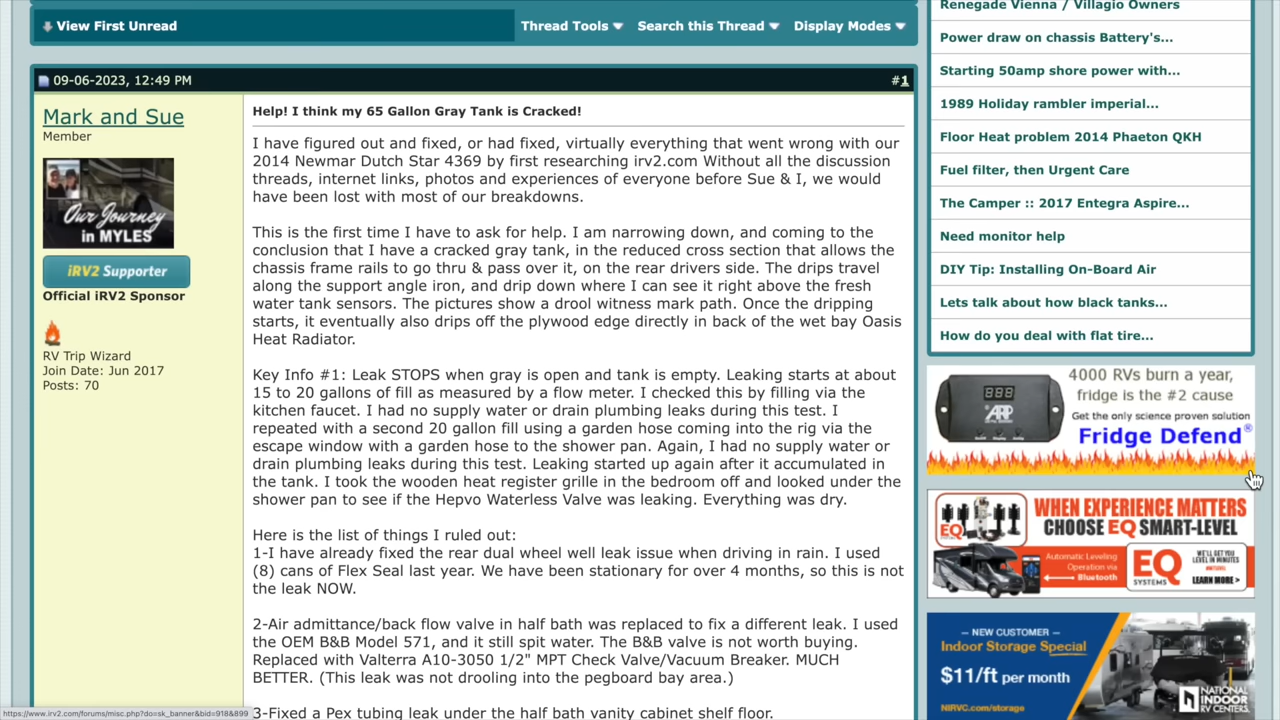 View First Unread
Thread Tools
Search this Thread
Display Modes
09-06-2023, 12:49 PM
#1
Mark and Sue
Member
Our Journey
in MYLES
iRV2 Supporter
Official iRV2 Sponsor
RV Trip Wizard
Join Date: Jun 2017
Posts: 70
Help! I think my 65 Gallon Gray Tank is Cracked!
I have figured out and fixed, or had fixed, virtually everything that went wrong with our
2014 Newmar Dutch Star 4369 by first researching irv2.com Without all the discussion
threads, internet links, photos and experiences of everyone before Sue & I, we would
have been lost with most of our breakdowns.
This is the first time I have to ask for help. I am narrowing down, and coming to the
conclusion that I have a cracked gray tank, in the reduced cross section that allows the
chassis frame rails to go thru & pass over it, on the rear drivers side. The drips travel
along the support angle iron, and drip down where I can see it right above the fresh
water tank sensors. The pictures show a drool witness mark path. Once the dripping
starts, it eventually also drips off the plywood edge directly in back of the wet bay Oasis
Heat Radiator.
Key Info #1: Leak STOPS when gray is open and tank is empty. Leaking starts at about
15 to 20 gallons of fill as measured by a flow meter. I checked this by filling via the
kitchen faucet. I had no supply water or drain plumbing leaks during this test. I
repeated with a second 20 gallon fill using a garden hose coming into the rig via the
escape window with a garden hose to the shower pan. Again, I had no supply water or
drain plumbing leaks during this test. Leaking started up again after it accumulated in
the tank. I took the wooden heat register grille in the bedroom off and looked under the
shower pan to see if the Hepvo Waterless Valve was leaking. Everything was dry.
Here is the list of things I ruled out:
1-I have already fixed the rear dual wheel well leak issue when driving in rain. I used
(8) cans of Flex Seal last year. We have been stationary for over 4 months, so this is not
the leak NOW.
2-Air admittance/back flow valve in half bath was replaced to fix a different leak. I used
the OEM B&B Model 571, and it still spit water. The B&B valve is not worth buying.
Replaced with Valterra A10-3050 1/2" MPT Check Valve/Vacuum Breaker. MUCH
BETTER. (This leak was not drooling into the pegboard bay area.)
3-Fixed a Pex tubing leak under the half bath vanity cabinet shelf floor.
Renegade Vienna / Villagio Owners
Power draw on chassis Battery's...
Starting 50amp shore power with...
1989 Holiday rambler imperial...
Floor Heat problem 2014 Phaeton QKH
Fuel filter, then Urgent Care
The Camper :: 2017 Entegra Aspire...
Need monitor help
DIY Tip: Installing On-Board Air
Lets talk about how black tanks...
How do you deal with flat tire...
4000 RVs burn a year,
fridge is the #2 cause
Get the only science proven solution
Fridge Defend®
888
ARP
WHEN EXPERIENCE MATTERS
CHOOSE EQ SMART-LEVEL
EQ
Automatic Leveling
Operation via
Bluetooth
EQ
SYSTEMS
WE'LL GET YOU
LEVEL IN MINUTES
LEARN MORE >
– NEW CUSTOMER –
Indoor Storage Special
$11/ft per month
NIRVC.com/storage
NATIONAL
INDOOR
RV CENTERS
https://www.irv2.com/forums/misc.php?do=sk_banner&bid=918&899